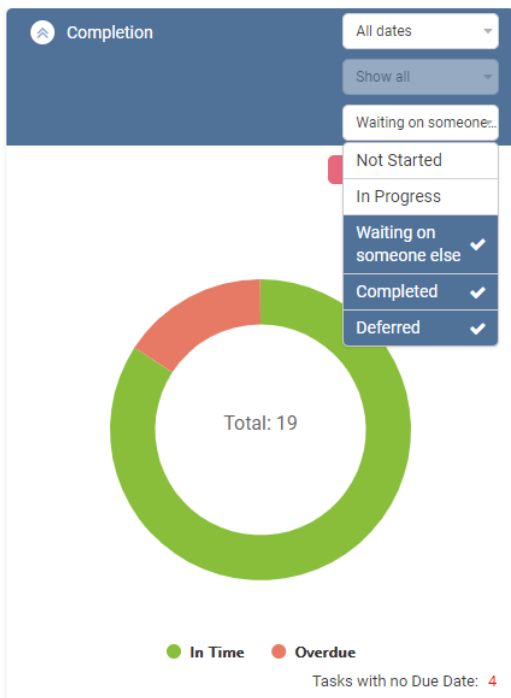 Completion
All dates
Show all
Waiting on someone...
Not Started
In Progress
Waiting on
someone else
Completed
Deferred
Total: 19
In Time
Overdue
Tasks with no Due Date: 4